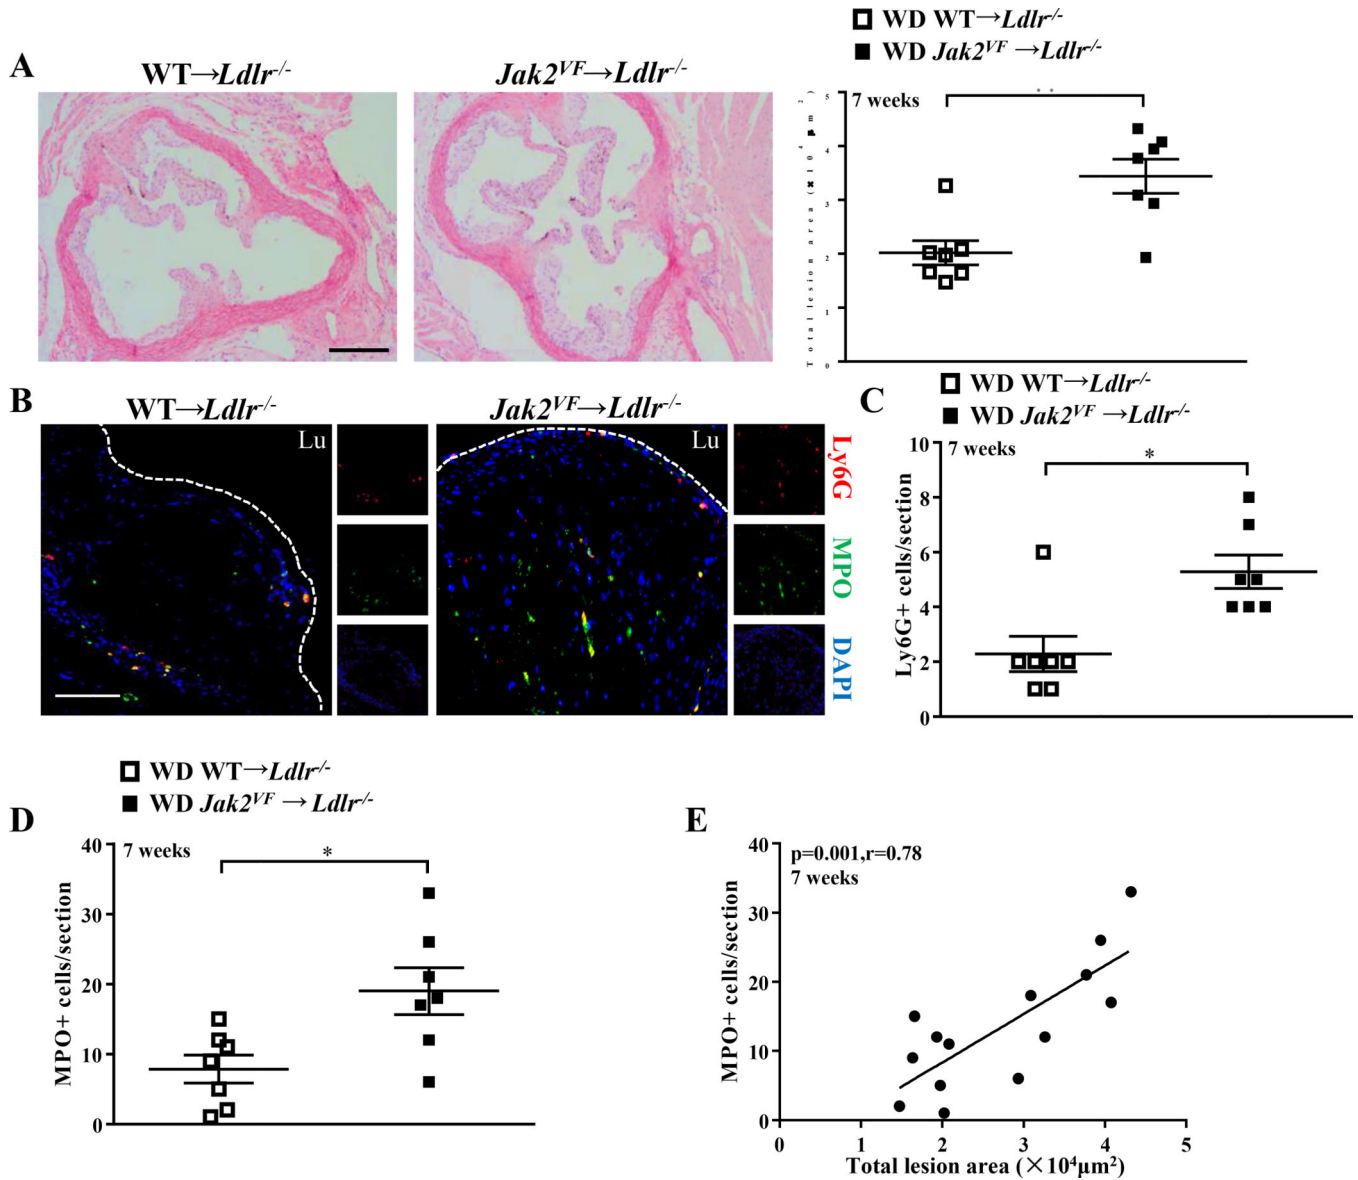 WD WT→Ldlr-/-
WD Jak2VF →Ldlr-/-
A
WT→Ldlr-/-
Jak2VF→Ldlr-/-
7 weeks
**
Total lesion area (×10⁴μm²)
5
4
3
2
1
0
B
WT→Ldlr-/-
Jak2VF→Ldlr-/-
Lu
Lu
Ly6G
MPO
DAPI
C
WD WT→Ldlr-/-
WD Jak2VF →Ldlr-/-
7 weeks
*
Ly6G+ cells/section
10
8
6
4
2
0
WD WT→Ldlr-/-
WD Jak2VF → Ldlr-/-
D
7 weeks
*
MPO+ cells/section
40
30
20
10
0
E
p=0.001,r=0.78
7 weeks
MPO+ cells/section
40
30
20
10
0
0 1 2 3 4 5
Total lesion area (×10⁴μm²)